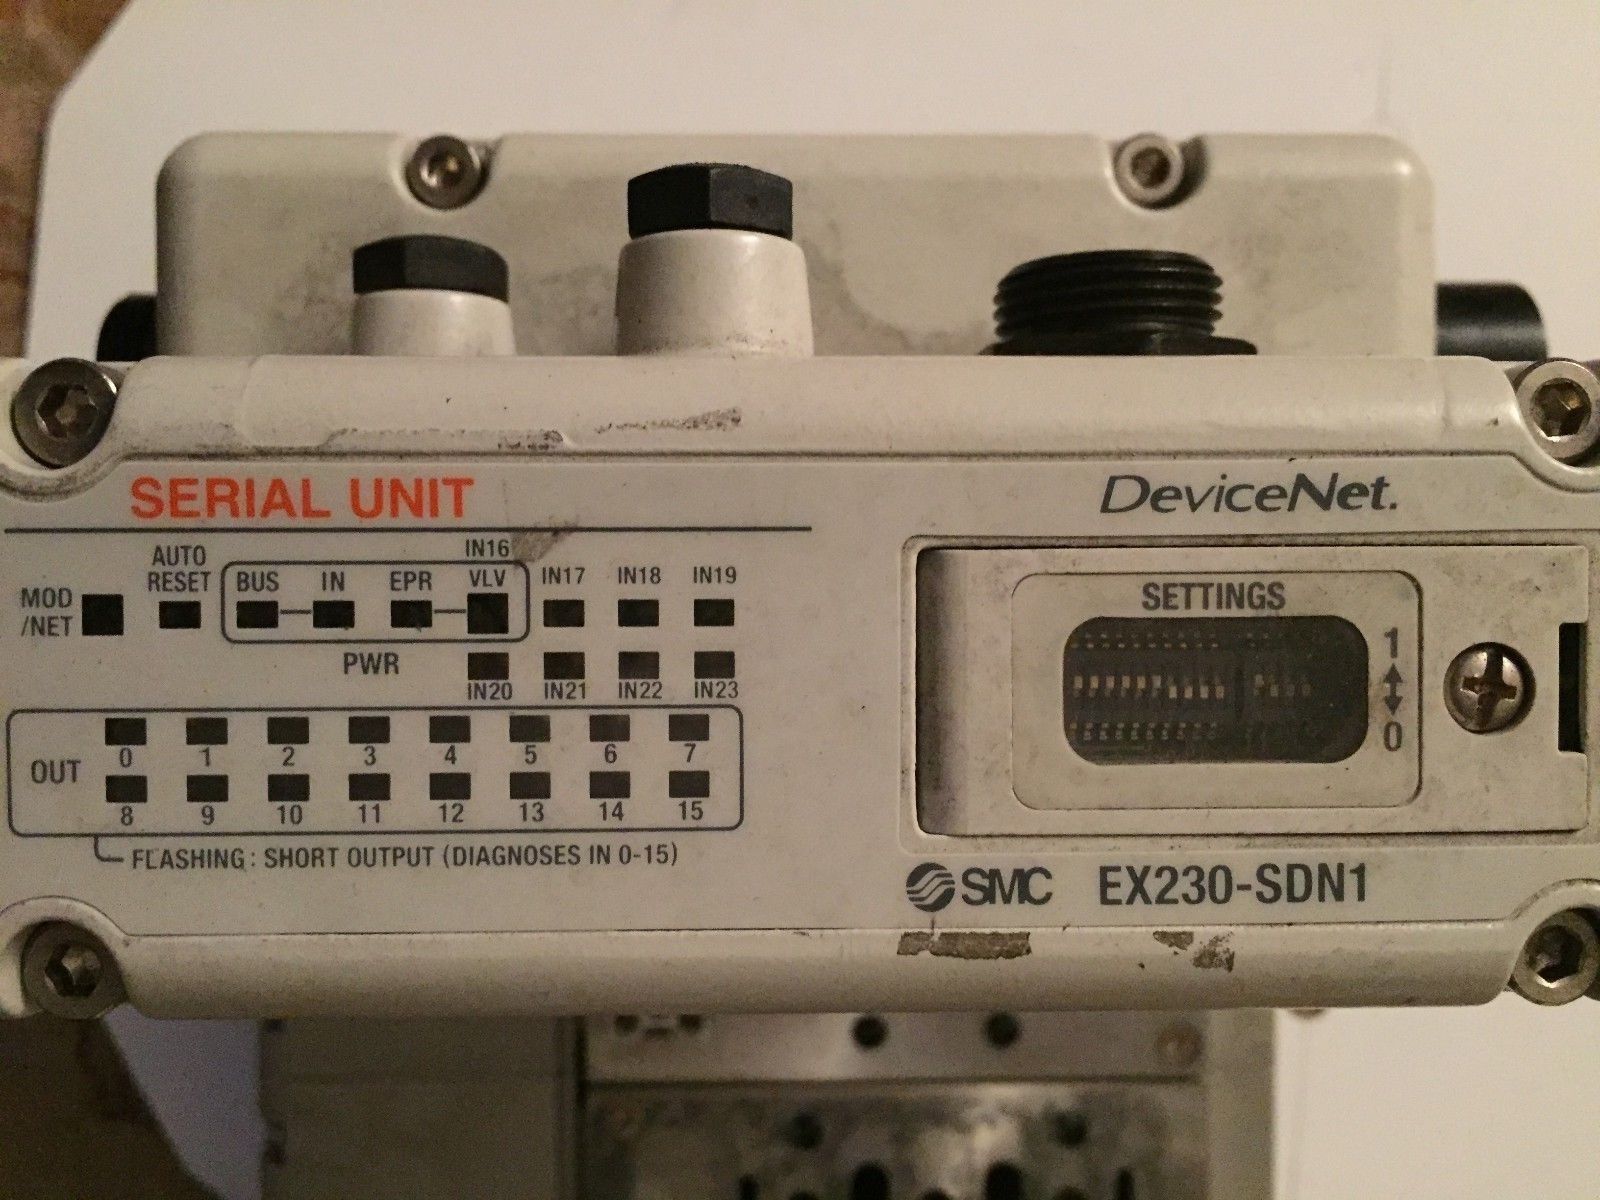 SERIAL UNIT
DeviceNet.
MOD
/NET
AUTO
RESET
BUS
IN
EPR
IN16
VLV
IN17
IN18
IN19
PWR
IN20
IN21
IN22
IN23
OUT
0 1 2 3 4 5 6 7
8 9 10 11 12 13 14 15
FLASHING: SHORT OUTPUT (DIAGNOSES IN 0-15)
SETTINGS
1
0
SMC EX230-SDN1